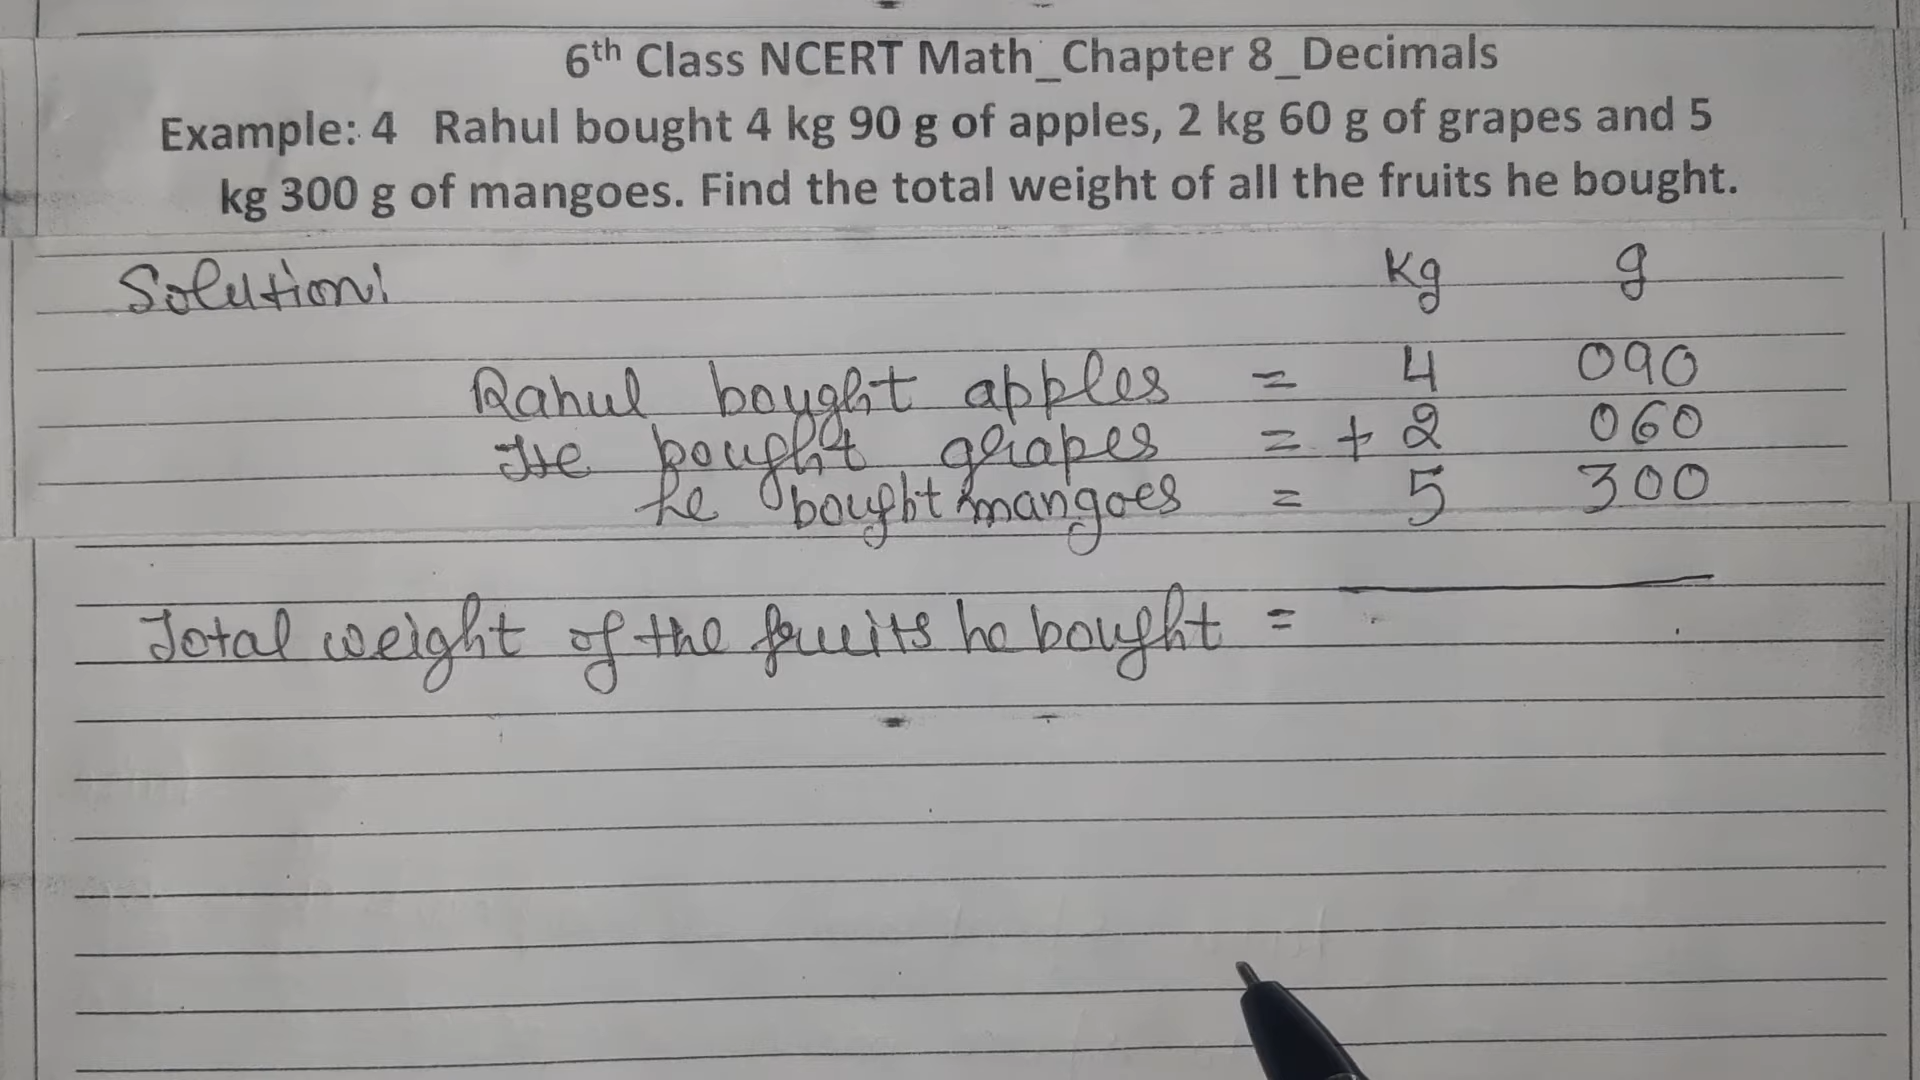 6th Class NCERT Math_Chapter 8_Decimals
Example: 4 Rahul bought 4 kg 90 g of apples, 2 kg 60 g of grapes and 5
kg 300 g of mangoes. Find the total weight of all the fruits he bought.
Solution: Kg g
Rahul bought apples = 4 090
He bought grapes = + 2 060
he bought mangoes = 5 300
Total weight of the fruits he bought =